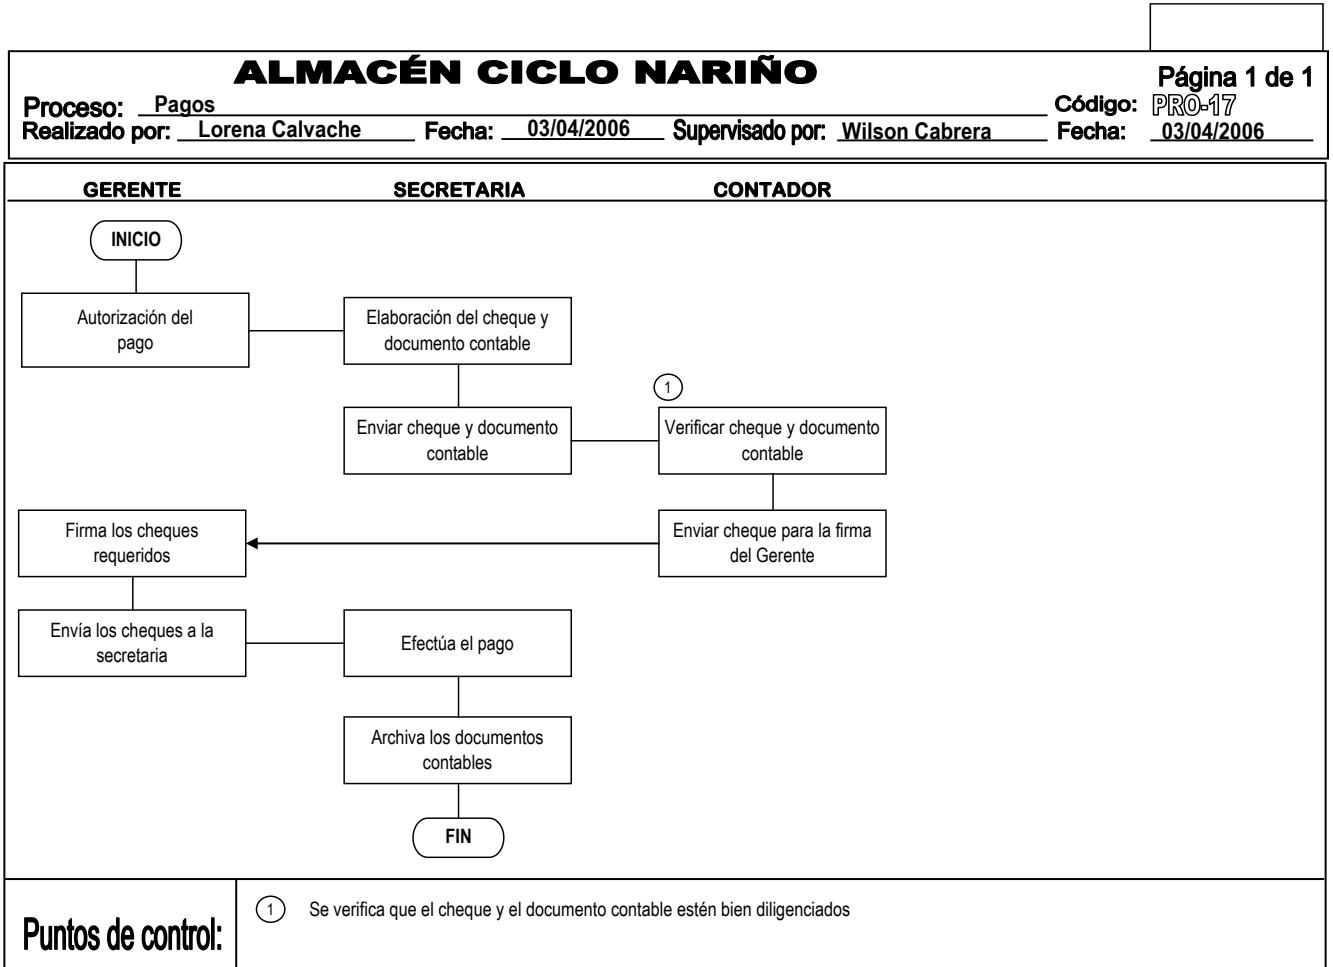 ALMACÉN CICLO NARIÑO
Página 1 de 1
Proceso: Pagos Código: PRO-17
Realizado por: Lorena Calvache Fecha: 03/04/2006 Supervisado por: Wilson Cabrera Fecha: 03/04/2006
GERENTE SECRETARIA CONTADOR
INICIO
Autorización del
pago
Elaboración del cheque y
documento contable
1
Enviar cheque y documento
contable
Verificar cheque y documento
contable
Firma los cheques
requeridos
Enviar cheque para la firma
del Gerente
Envía los cheques a la
secretaria
Efectúa el pago
Archiva los documentos
contables
FIN
Puntos de control:
1 Se verifica que el cheque y el documento contable estén bien diligenciados